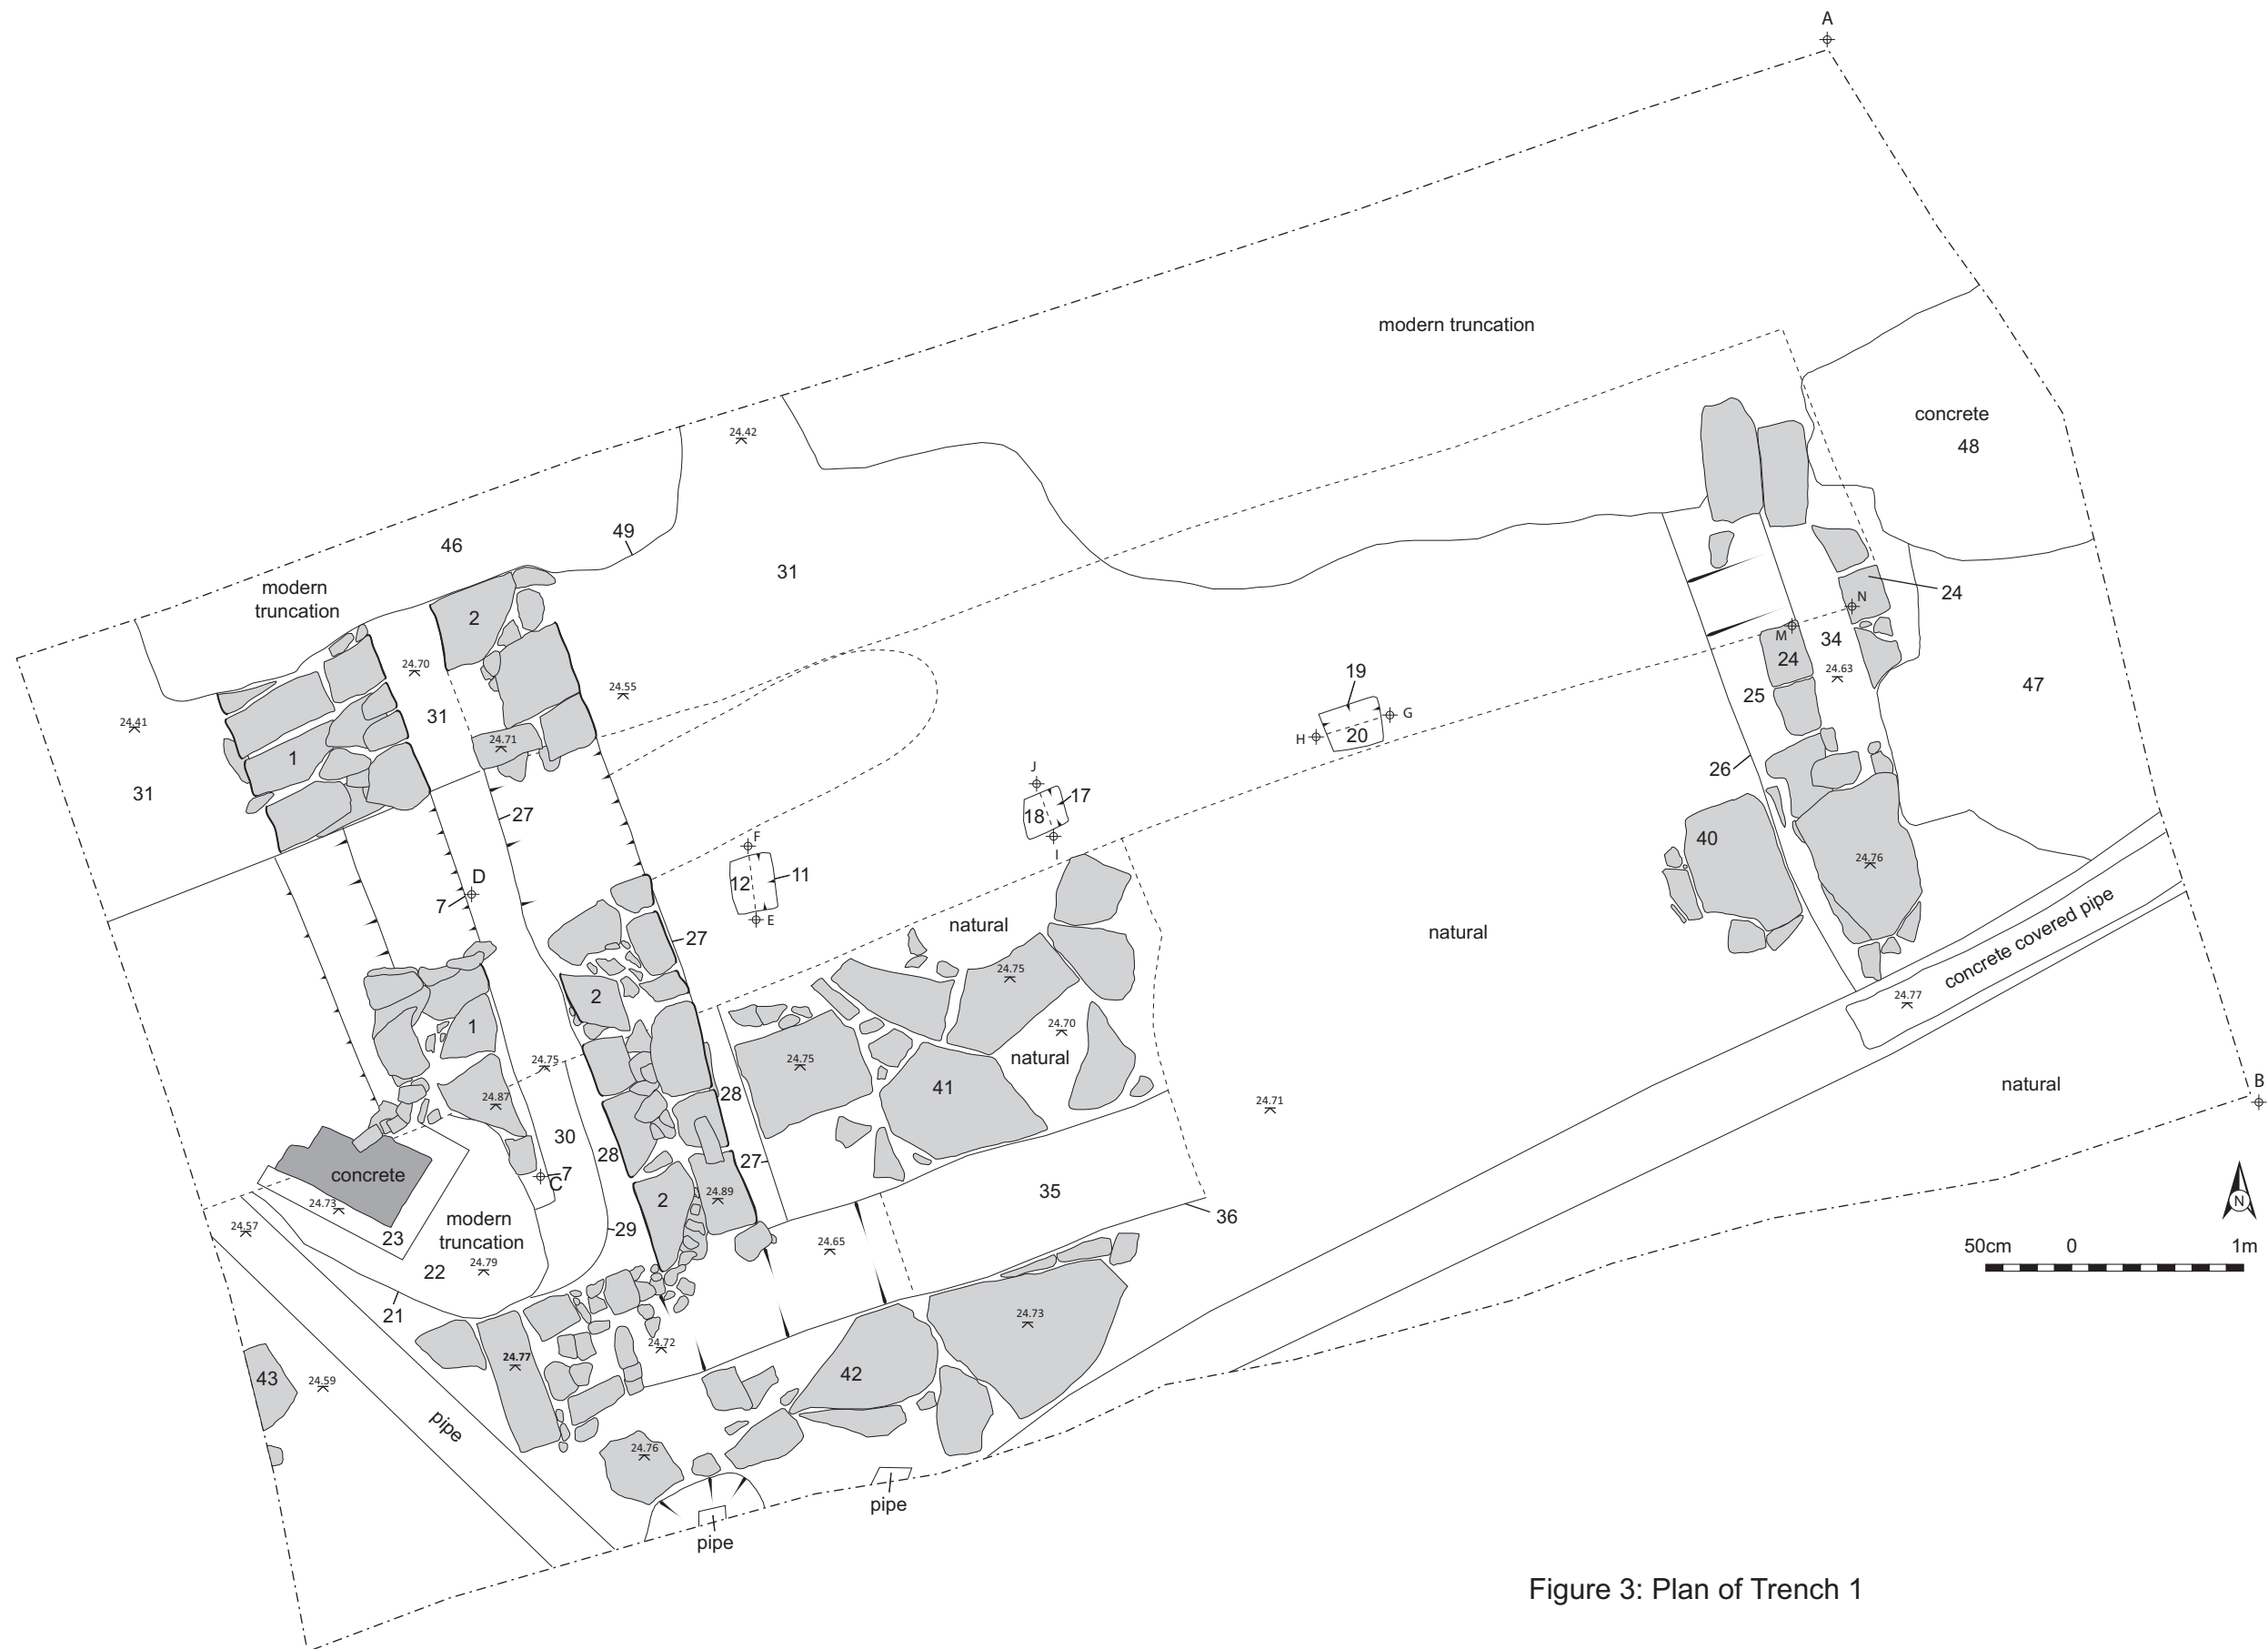 A
modern truncation
concrete
48
24.42
49
46
31
modern
truncation
2
24
N
M
34
24
24.63
24.70
24.55
31
25
47
24.41
24.71
19
G
H
20
1
26
31
27
J
17
18
I
F
12
11
E
40
24.76
D
7
27
natural
natural
concrete covered pipe
24.77
2
24.75
1
24.70
24.75
24.75
natural
41
28
24.87
24.71
natural
B
30
28
27
7
C
concrete
24.89
2
35
36
24.73
24.57
modern
truncation
23
29
24.65
22
24.79
N
50cm 0 1m
21
24.73
24.72
24.77
42
43
24.59
pipe
24.76
pipe
pipe
Figure 3: Plan of Trench 1